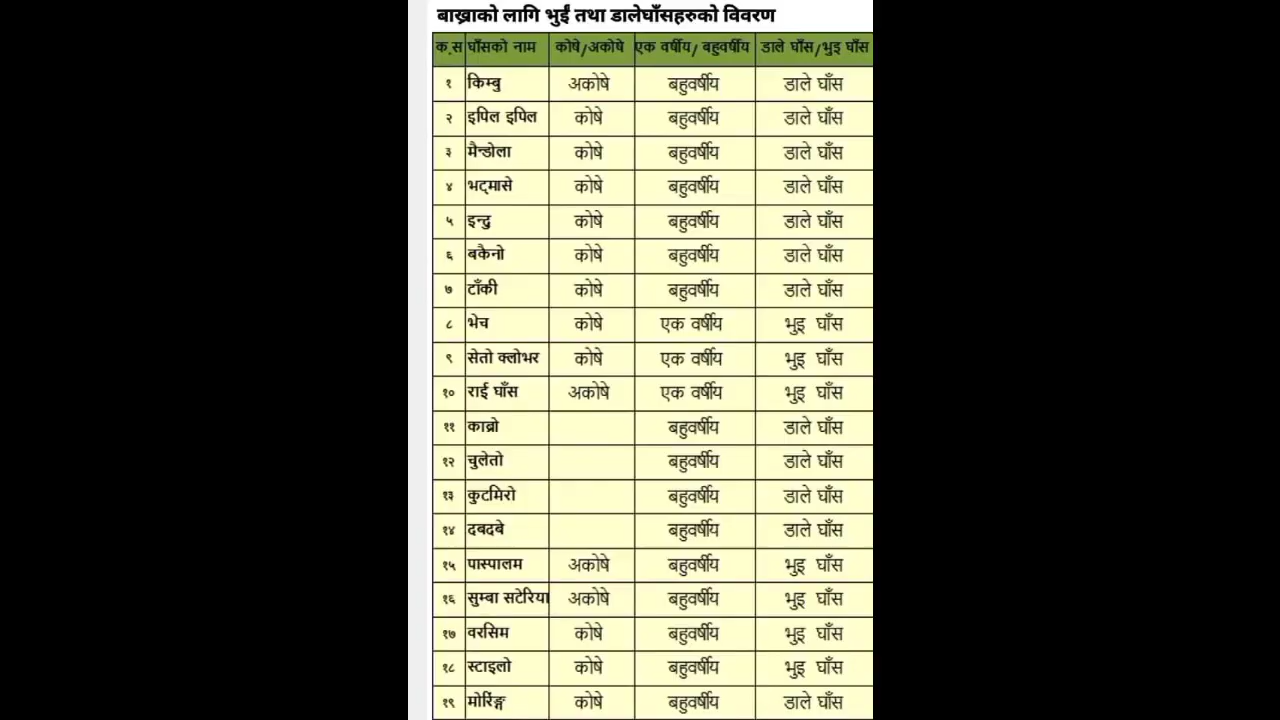 बाख्राको लागि भुईं तथा डालेघाँसहरुको विवरण
क.स घाँसको नाम कोषे/अकोषे एक वर्षीय/ बहुवर्षीय डाले घाँस/भुइ घाँस
१ किम्बु अकोषे बहुवर्षीय डाले घाँस
२ इपिल इपिल कोषे बहुवर्षीय डाले घाँस
३ मैन्डोला कोषे बहुवर्षीय डाले घाँस
४ भट्मासे कोषे बहुवर्षीय डाले घाँस
५ इन्द्रु कोषे बहुवर्षीय डाले घाँस
६ बकैनो कोषे बहुवर्षीय डाले घाँस
७ टाँकी कोषे बहुवर्षीय डाले घाँस
८ भेच कोषे एक वर्षीय भुइ घाँस
९ सेतो क्लोभर कोषे एक वर्षीय भुइ घाँस
१० राई घाँस अकोषे एक वर्षीय भुइ घाँस
११ काब्रो बहुवर्षीय डाले घाँस
१२ चुलेतो बहुवर्षीय डाले घाँस
१३ कुटमिरो बहुवर्षीय डाले घाँस
१४ दबदबे बहुवर्षीय डाले घाँस
१५ पास्पालम अकोषे बहुवर्षीय भुइ घाँस
१६ सुम्बा सटेरिया अकोषे बहुवर्षीय भुइ घाँस
१७ वरसिम कोषे बहुवर्षीय भुइ घाँस
१८ स्टाइलो कोषे बहुवर्षीय भुइ घाँस
१९ मोरिङ्ग कोषे बहुवर्षीय डाले घाँस